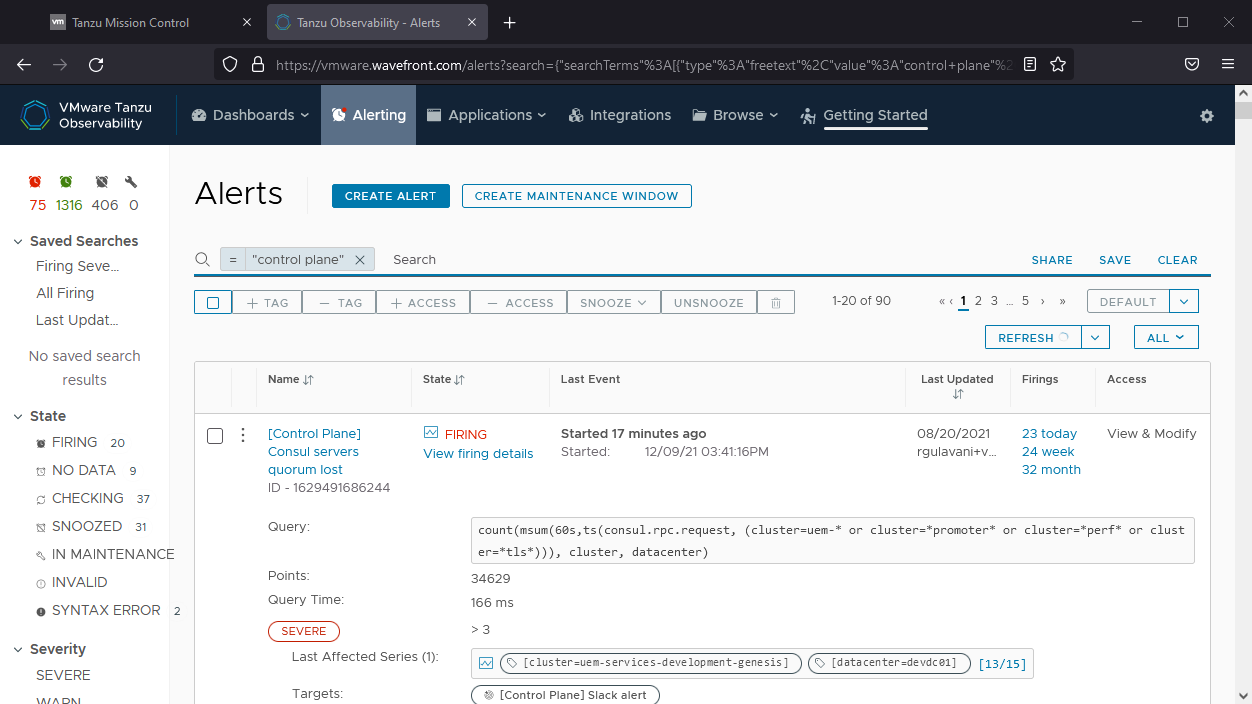 vm Tanzu Mission Control
Tanzu Observability - Alerts
https://vmware.wavefront.com/alerts?search={"searchTerms"%3A[{"type"%3A"freetext"%2C"value"%3A"control+plane"%2
VMware Tanzu
Observability
Dashboards
Alerting
Applications
Integrations
Browse
Getting Started
75 1316 406 0
Saved Searches
Firing Seve...
All Firing
Last Updat...
No saved search
results
State
FIRING 20
NO DATA 9
CHECKING 37
SNOOZED 31
IN MAINTENANCE
INVALID
SYNTAX ERROR 2
Severity
SEVERE
WARN
Alerts
CREATE ALERT
CREATE MAINTENANCE WINDOW
= "control plane" Search
SHARE SAVE CLEAR
+ TAG
− TAG
+ ACCESS
− ACCESS
SNOOZE
UNSNOOZE
1-20 of 90
« ‹ 1 2 3 ... 5 › »
DEFAULT
REFRESH
ALL
Name State Last Event Last Updated Firings Access
[Control Plane]
Consul servers
quorum lost
ID - 1629491686244
FIRING
View firing details
Started 17 minutes ago
Started: 12/09/21 03:41:16PM
08/20/2021
rgulavani+v...
23 today
24 week
32 month
View & Modify
Query:
count(msum(60s,ts(consul.rpc.request, (cluster=uem-* or cluster=*promoter* or cluster=*perf* or clust
er=*tls*))), cluster, datacenter)
Points: 34629
Query Time: 166 ms
SEVERE > 3
Last Affected Series (1): [cluster=uem-services-development-genesis] [datacenter=devdc01] [13/15]
Targets: [Control Plane] Slack alert